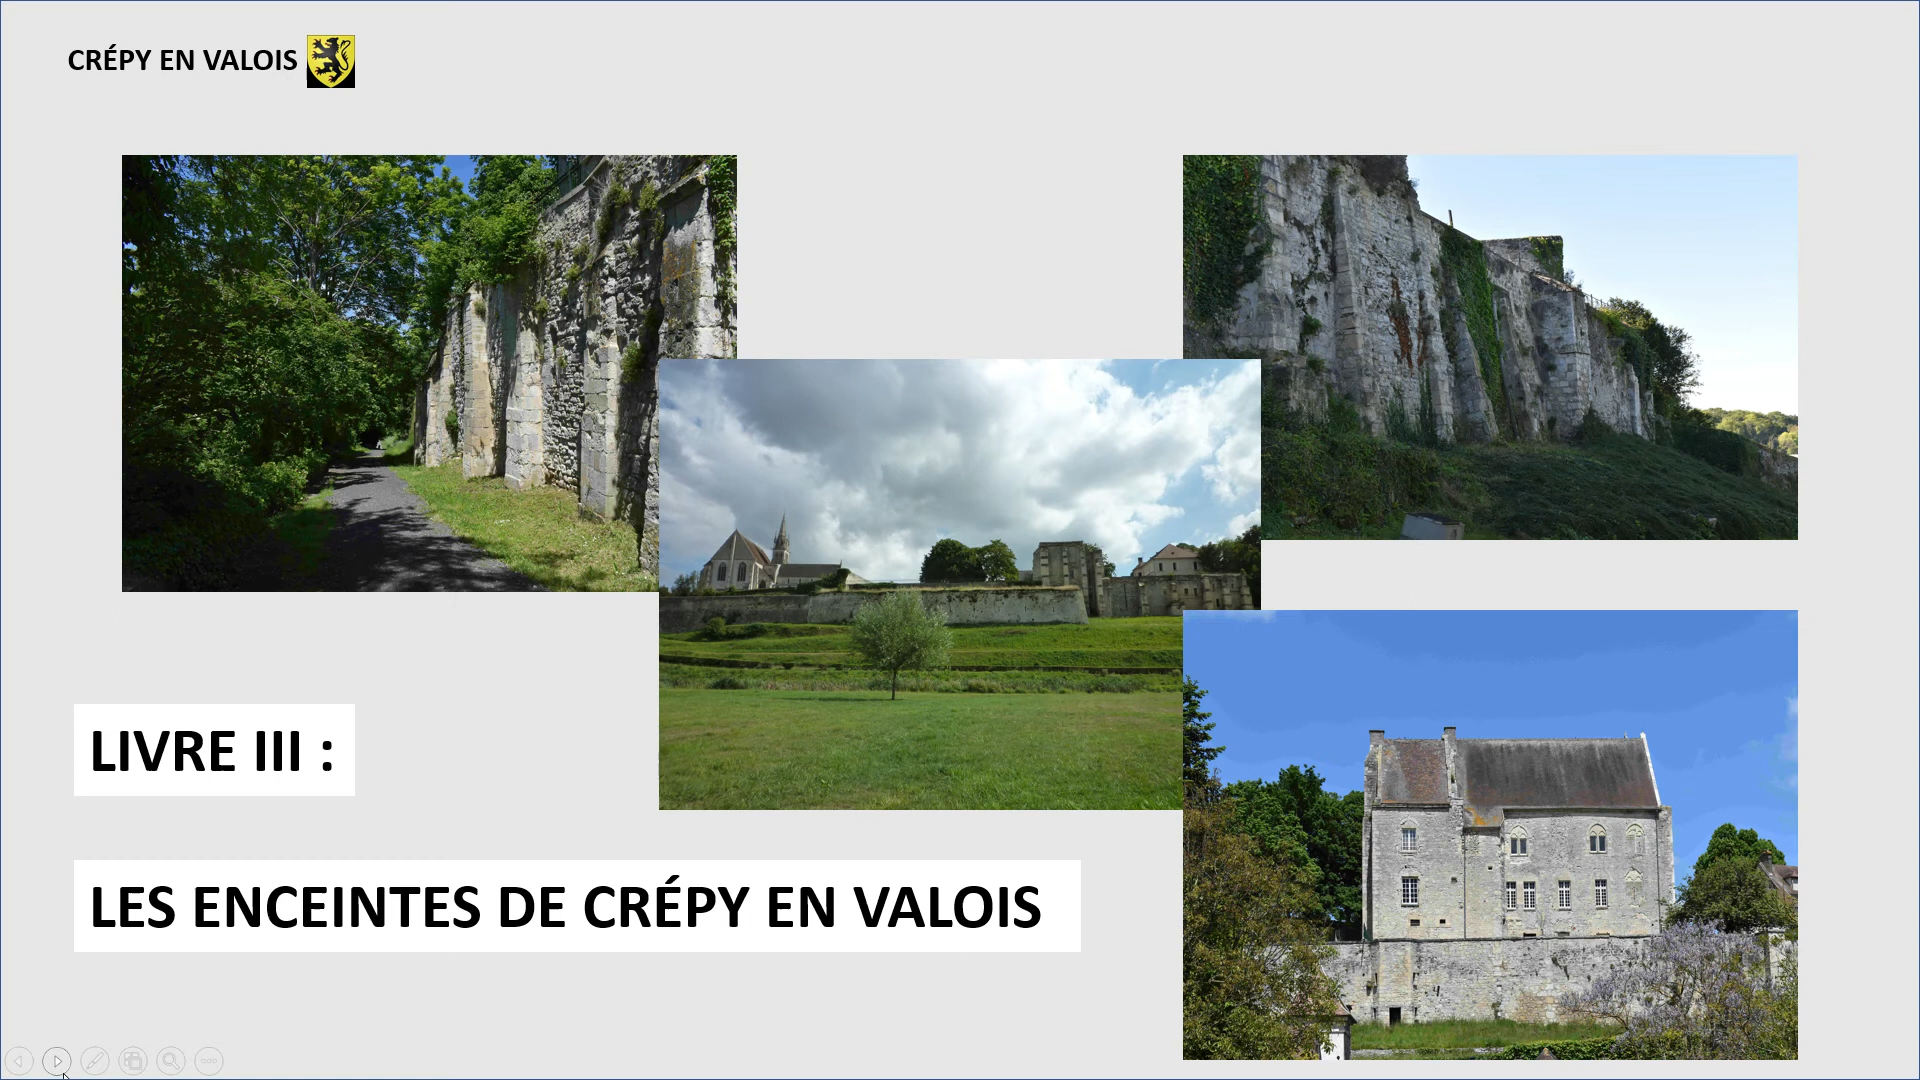 CRÉPY EN VALOIS
LIVRE III :
LES ENCEINTES DE CRÉPY EN VALOIS